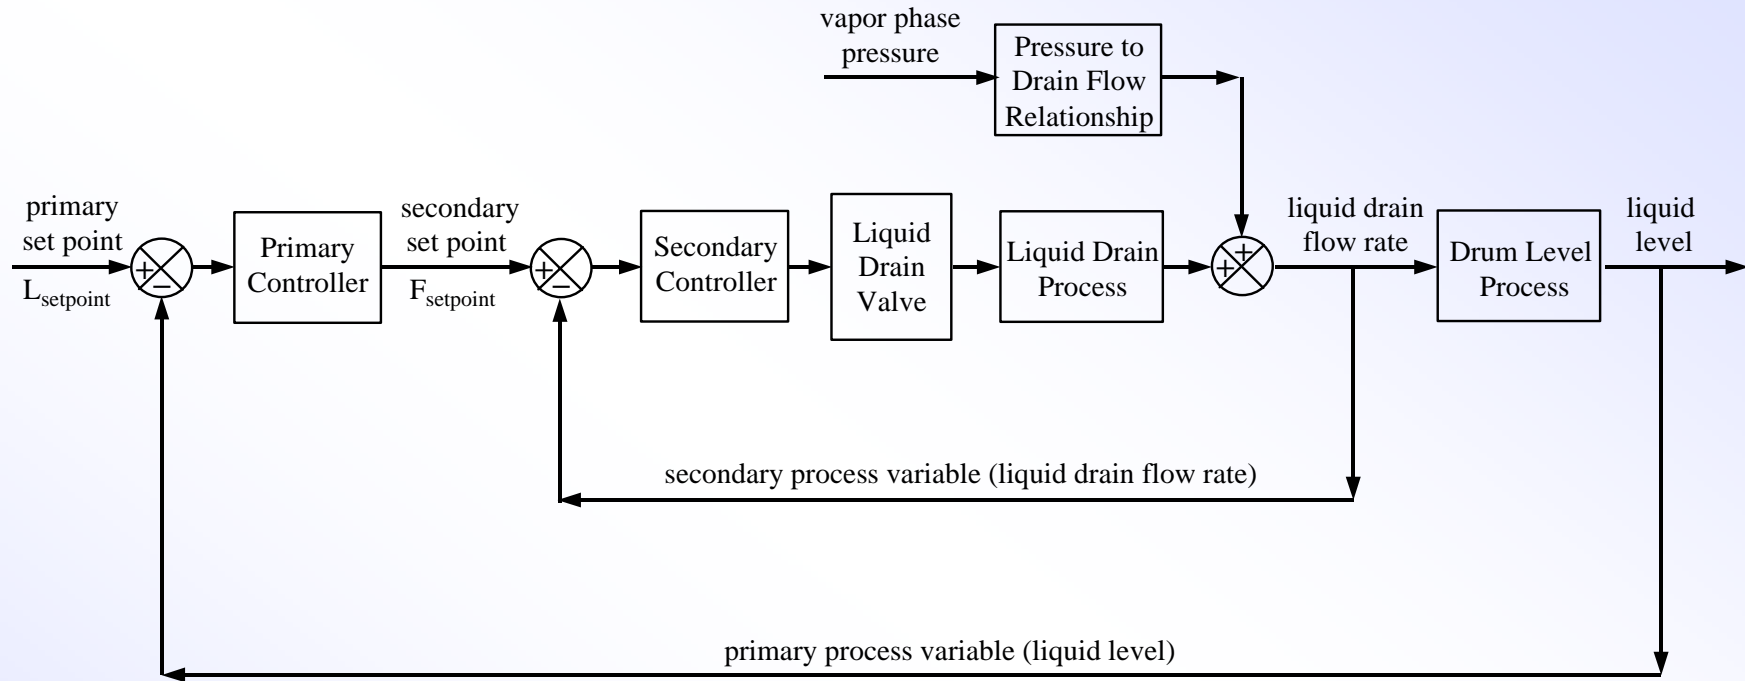 vapor phase
pressure
Pressure to
Drain Flow
Relationship
primary
set point
L_setpoint
+
−
Primary
Controller
secondary
set point
F_setpoint
+
−
Secondary
Controller
Liquid
Drain
Valve
Liquid Drain
Process
+
+
liquid drain
flow rate
Drum Level
Process
liquid
level
secondary process variable (liquid drain flow rate)
primary process variable (liquid level)